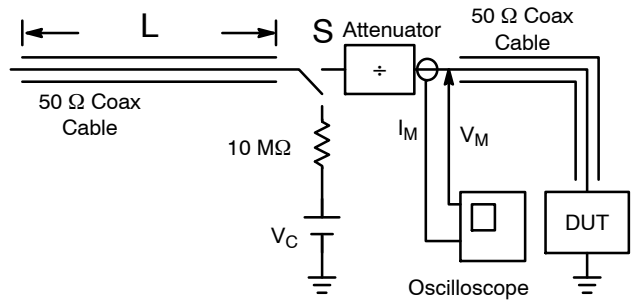 L
S
Attenuator
÷
50 Ω Coax
Cable
50 Ω Coax
Cable
10 MΩ
I_M
V_M
V_C
DUT
Oscilloscope